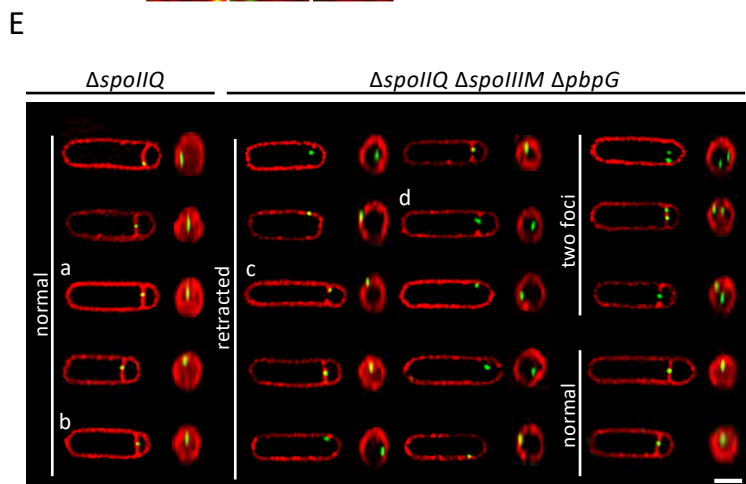 E
ΔspoIIQ
ΔspoIIQ ΔspoIIIM ΔpbpG
normal
a
b
retracted
c
d
two foci
normal